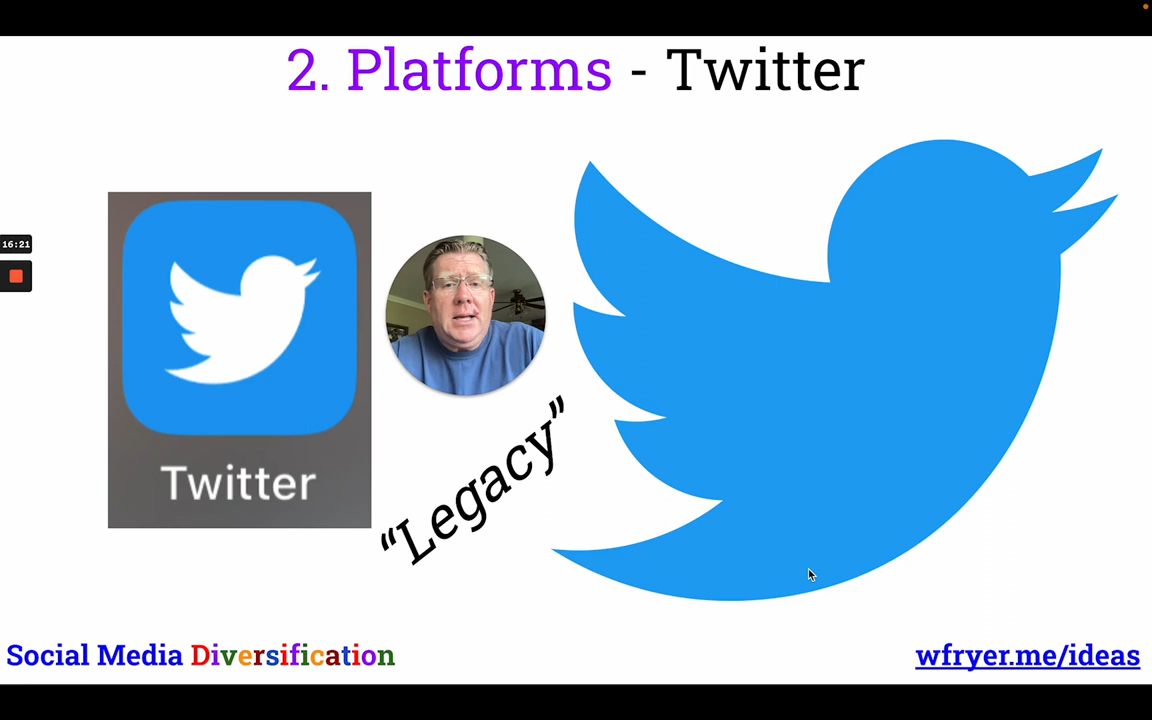 2. Platforms - Twitter
16:21
Twitter
“Legacy”
Social Media Diversification
wfryer.me/ideas